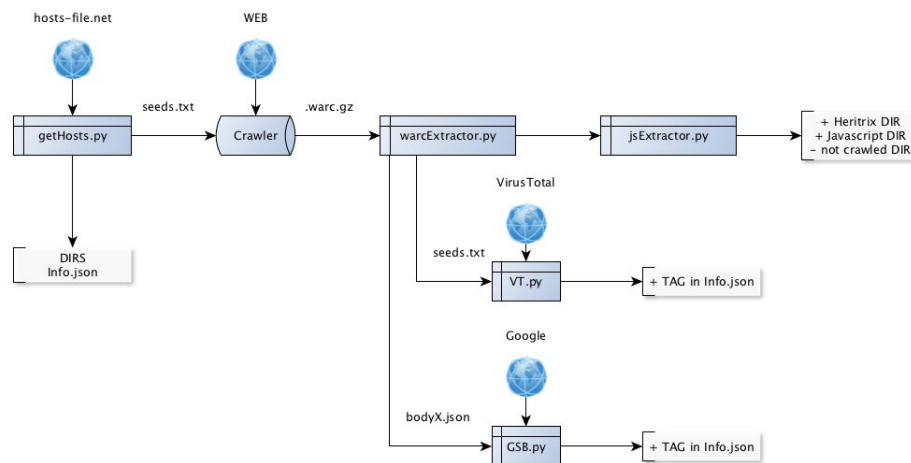 hosts-file.net
WEB
seeds.txt
.warc.gz
getHosts.py
Crawler
warcExtractor.py
jsExtractor.py
+ Heritrix DIR
+ Javascript DIR
- not crawled DIR
VirusTotal
DIRS
Info.json
seeds.txt
VT.py
+ TAG in Info.json
Google
bodyX.json
GSB.py
+ TAG in Info.json